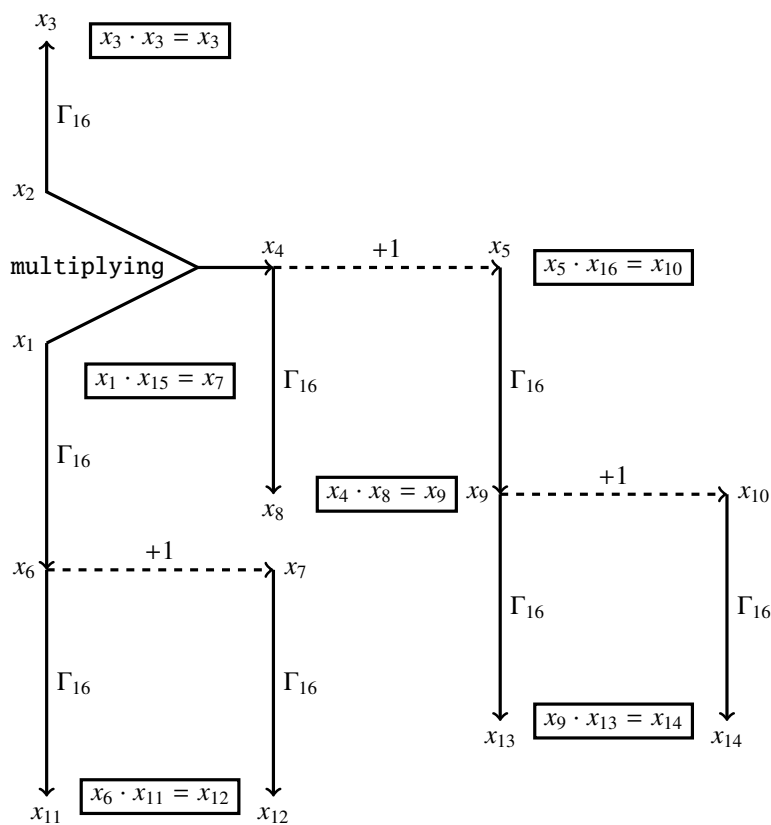 x₃
x₃ · x₃ = x₃
Γ₁₆
x₂
multiplying
x₄
+1
x₅
x₅ · x₁₆ = x₁₀
x₁
x₁ · x₁₅ = x₇
Γ₁₆
Γ₁₆
Γ₁₆
x₈
x₄ · x₈ = x₉
x₉
+1
x₁₀
x₆
+1
x₇
Γ₁₆
Γ₁₆
Γ₁₆
Γ₁₆
x₁₃
x₉ · x₁₃ = x₁₄
x₁₄
x₁₁
x₆ · x₁₁ = x₁₂
x₁₂